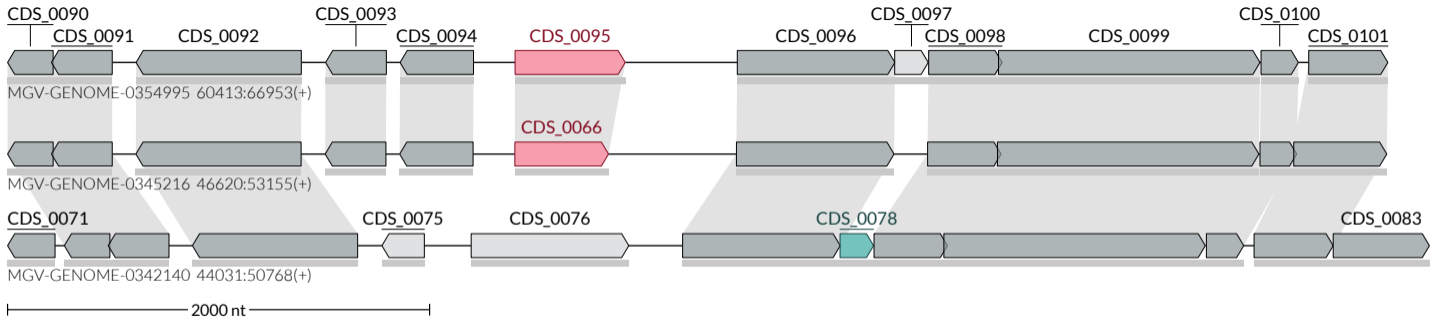 CDS_0090 CDS_0093 CDS_0097 CDS_0100
CDS_0091 CDS_0092 CDS_0094 CDS_0095 CDS_0096 CDS_0098 CDS_0099 CDS_0101
MGV-GENOME-0354995 60413:66953(+)
CDS_0066
MGV-GENOME-0345216 46620:53155(+)
CDS_0071 CDS_0075 CDS_0076 CDS_0078 CDS_0083
MGV-GENOME-0342140 44031:50768(+)
2000 nt